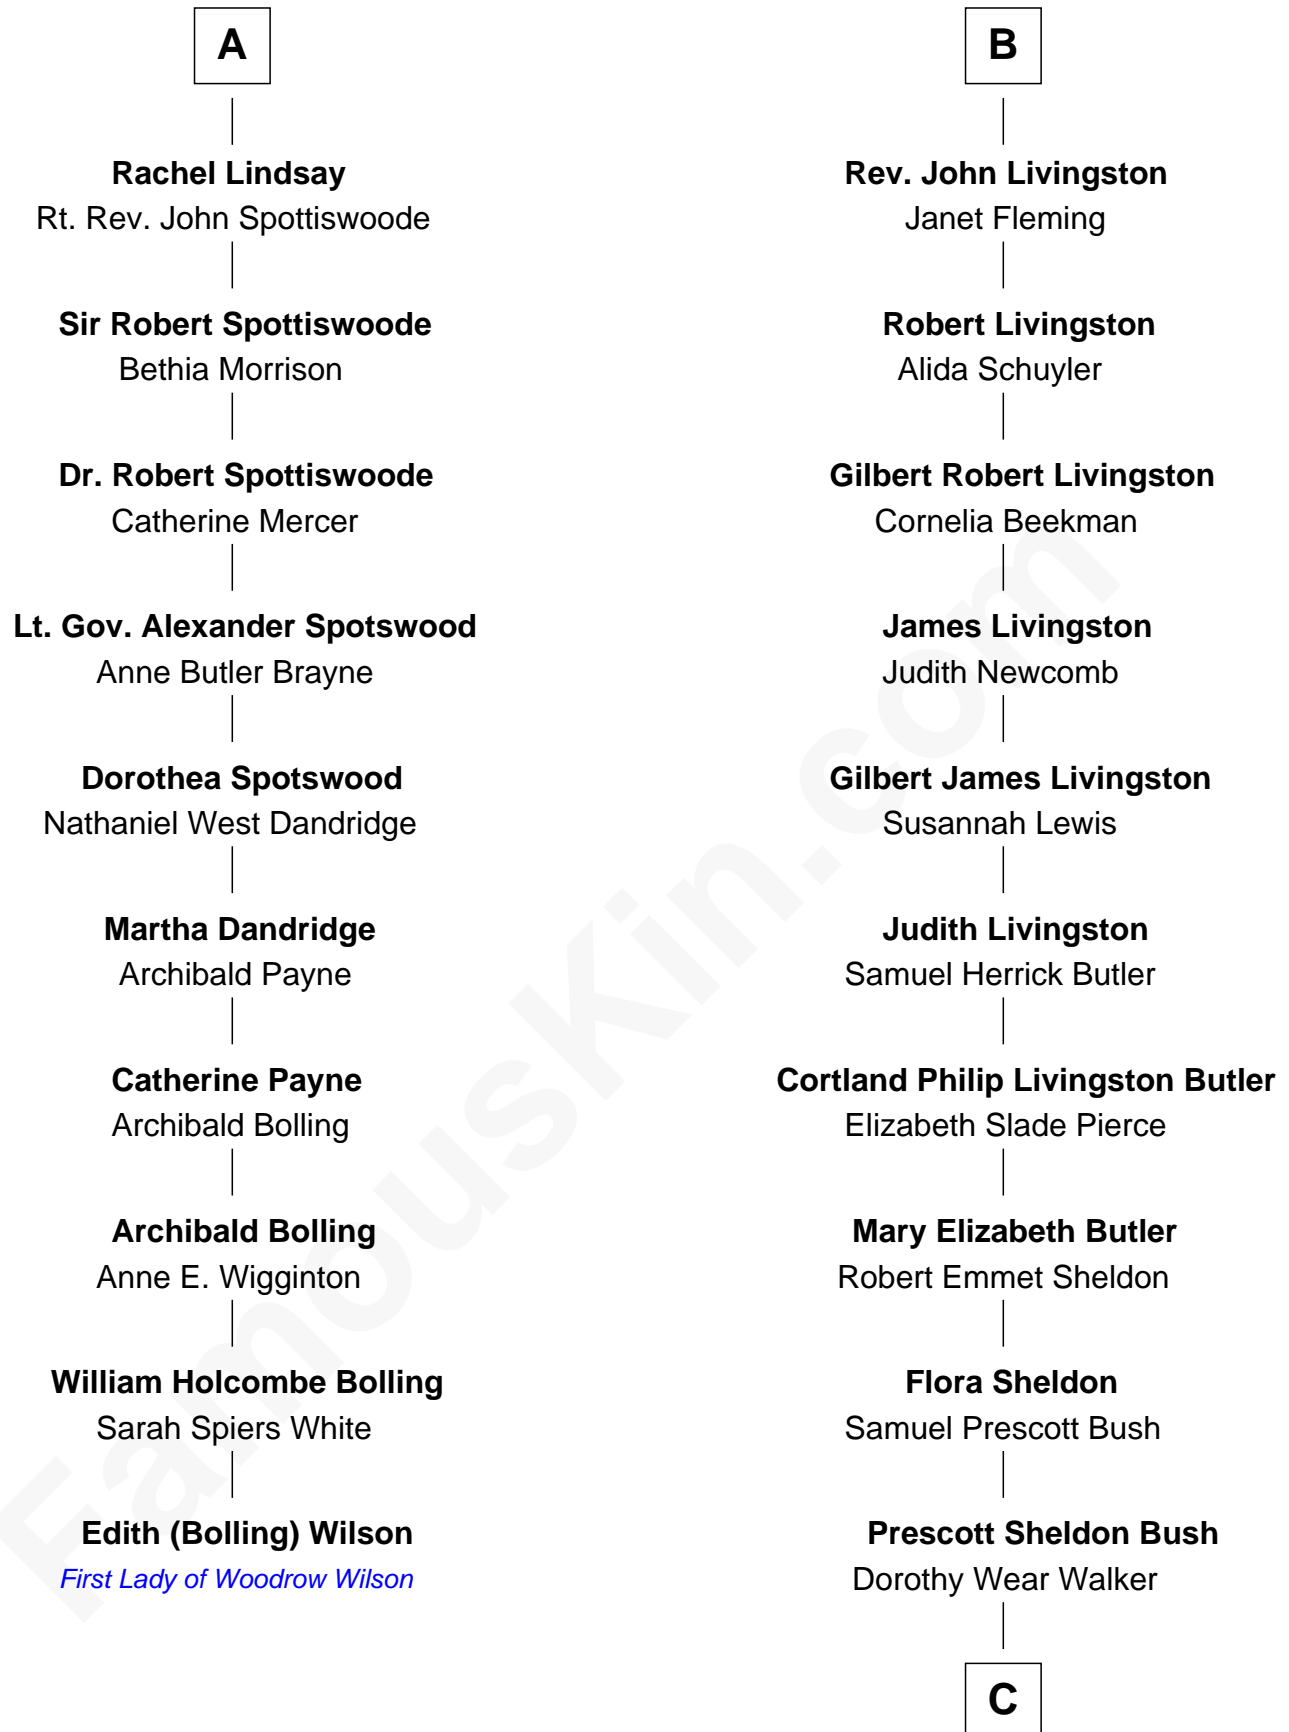 A
Rachel Lindsay
Rt. Rev. John Spottiswoode
Sir Robert Spottiswoode
Bethia Morrison
Dr. Robert Spottiswoode
Catherine Mercer
Lt. Gov. Alexander Spotswood
Anne Butler Brayne
Dorothea Spotswood
Nathaniel West Dandridge
Martha Dandridge
Archibald Payne
Catherine Payne
Archibald Bolling
Archibald Bolling
Anne E. Wigginton
William Holcombe Bolling
Sarah Spiers White
Edith (Bolling) Wilson
First Lady of Woodrow Wilson
B
Rev. John Livingston
Janet Fleming
Robert Livingston
Alida Schuyler
Gilbert Robert Livingston
Cornelia Beekman
James Livingston
Judith Newcomb
Gilbert James Livingston
Susannah Lewis
Judith Livingston
Samuel Herrick Butler
Cortland Philip Livingston Butler
Elizabeth Slade Pierce
Mary Elizabeth Butler
Robert Emmet Sheldon
Flora Sheldon
Samuel Prescott Bush
Prescott Sheldon Bush
Dorothy Wear Walker
C
FamousKin.com